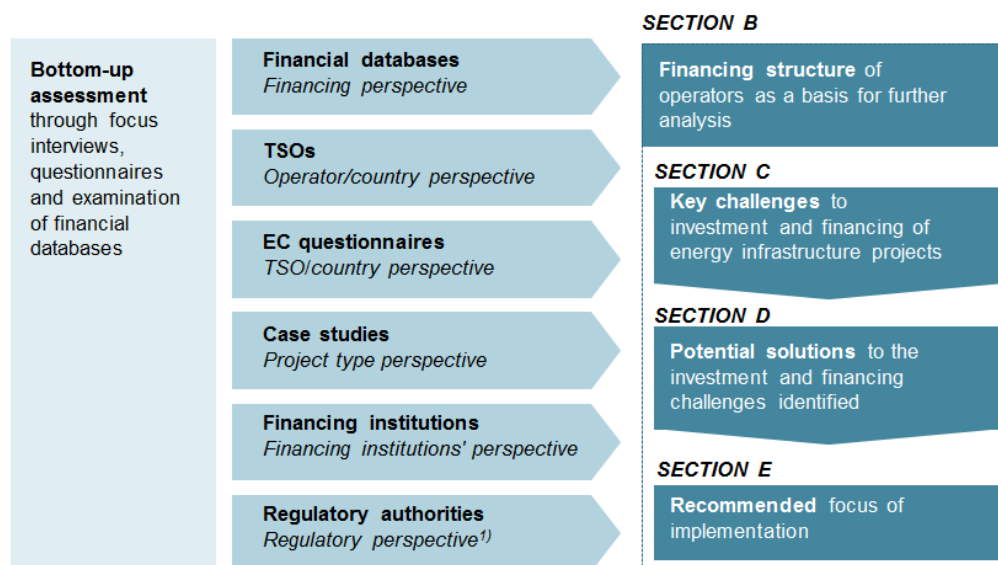 Bottom-up
assessment
through focus
interviews,
questionnaires
and examination
of financial
databases
Financial databases
Financing perspective
TSOs
Operator/country perspective
EC questionnaires
TSO/country perspective
Case studies
Project type perspective
Financing institutions
Financing institutions' perspective
Regulatory authorities
Regulatory perspective¹⁾
SECTION B
Financing structure of
operators as a basis for further
analysis
SECTION C
Key challenges to
investment and financing of
energy infrastructure projects
SECTION D
Potential solutions to the
investment and financing
challenges identified
SECTION E
Recommended focus of
implementation